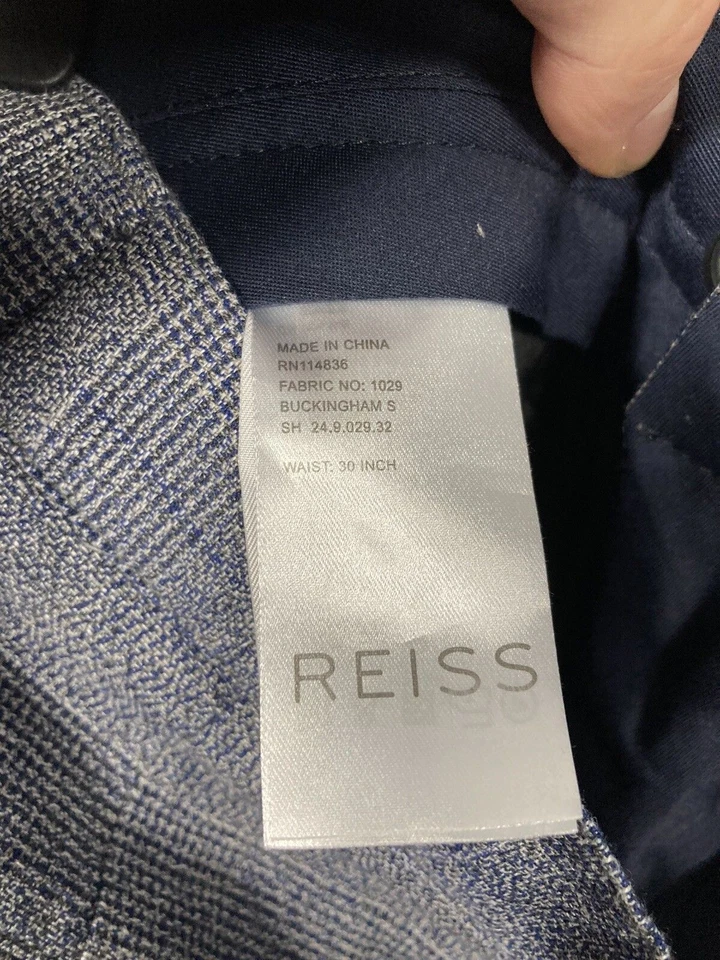 MADE IN CHINA
RN114836
FABRIC NO: 1029
BUCKINGHAM S
SH 24.9.029.32
WAIST: 30 INCH
REISS